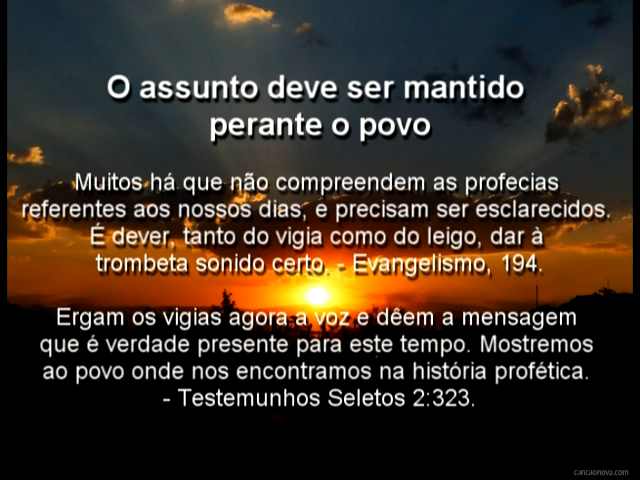 O assunto deve ser mantido
perante o povo
Muitos há que não compreendem as profecias
referentes aos nossos dias, e precisam ser esclarecidos.
É dever, tanto do vigia como do leigo, dar à
trombeta sonido certo. - Evangelismo, 194.
Ergam os vigias agora a voz e dêem a mensagem
que é verdade presente para este tempo. Mostremos
ao povo onde nos encontramos na história profética.
- Testemunhos Seletos 2:323.
cancaonova.com